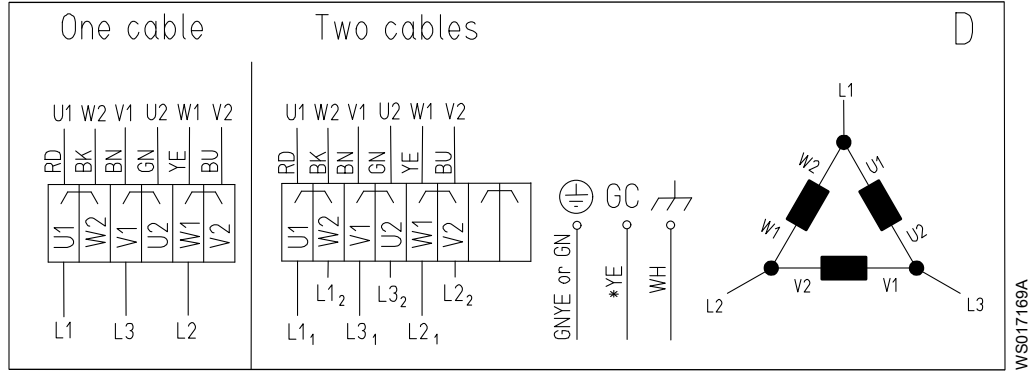 One cable
Two cables
D
U1 W2 V1 U2 W1 V2
RD BK BN GN YE BU
U1 W2 V1 U2 W1 V2
L1 L3 L2
U1 W2 V1 U2 W1 V2
RD BK BN GN YE BU
U1 W2 V1 U2 W1 V2
L1₂ L3₂ L2₂
L1₁ L3₁ L2₁
GC
GNYE or GN
*YE
WH
L1
W2 U1
W1 U2
V2 V1
L2 L3
WS017169A